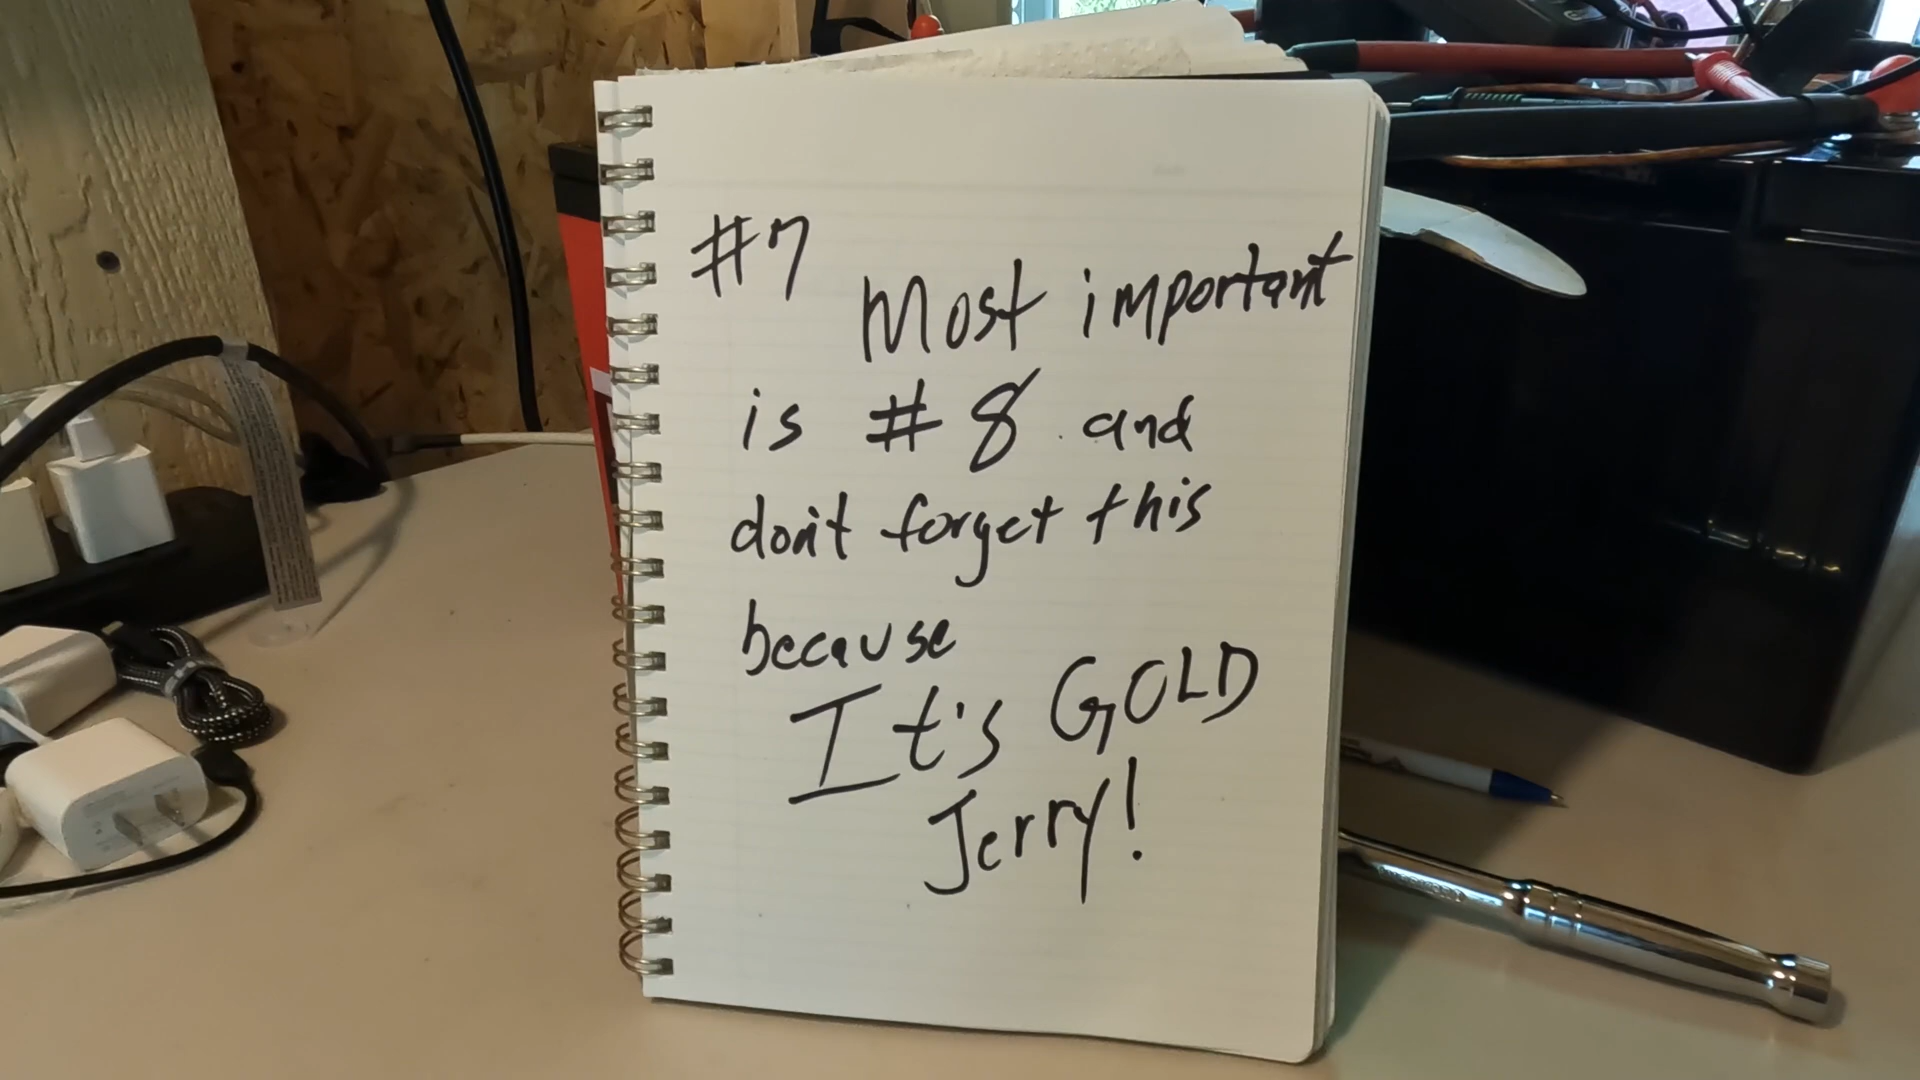 #7
Most important
is #8 and
don't forget this
because
It's GOLD
Jerry!